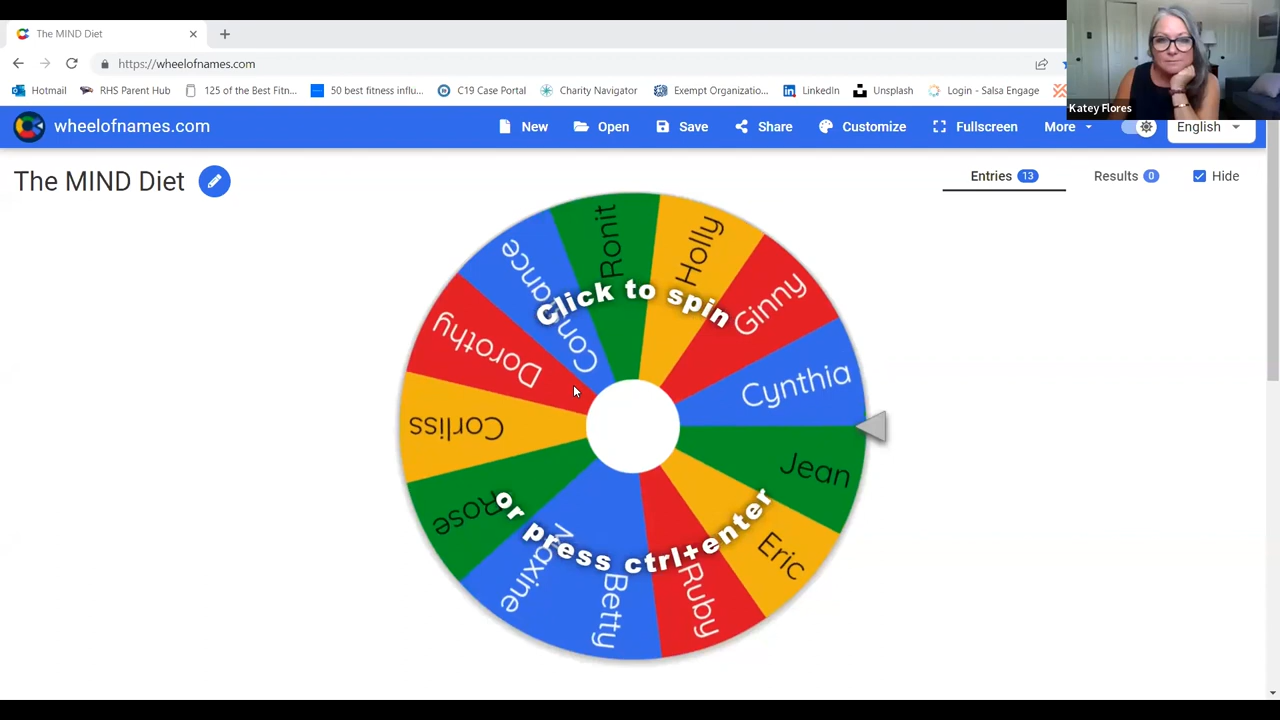 The MIND Diet
https://wheelofnames.com
Hotmail RHS Parent Hub 125 of the Best Fitn... 50 best fitness influ... C19 Case Portal Charity Navigator Exempt Organizatio... LinkedIn Unsplash Login - Salsa Engage
Katey Flores
wheelofnames.com New Open Save Share Customize Fullscreen More English
The MIND Diet
Entries 13 Results 0 Hide
Click to spin
or press ctrl+enter
Ronit
Holly
Ginny
Cynthia
Jean
Eric
Ruby
Betty
Maxine
Rose
Corliss
Dorothy
Constance